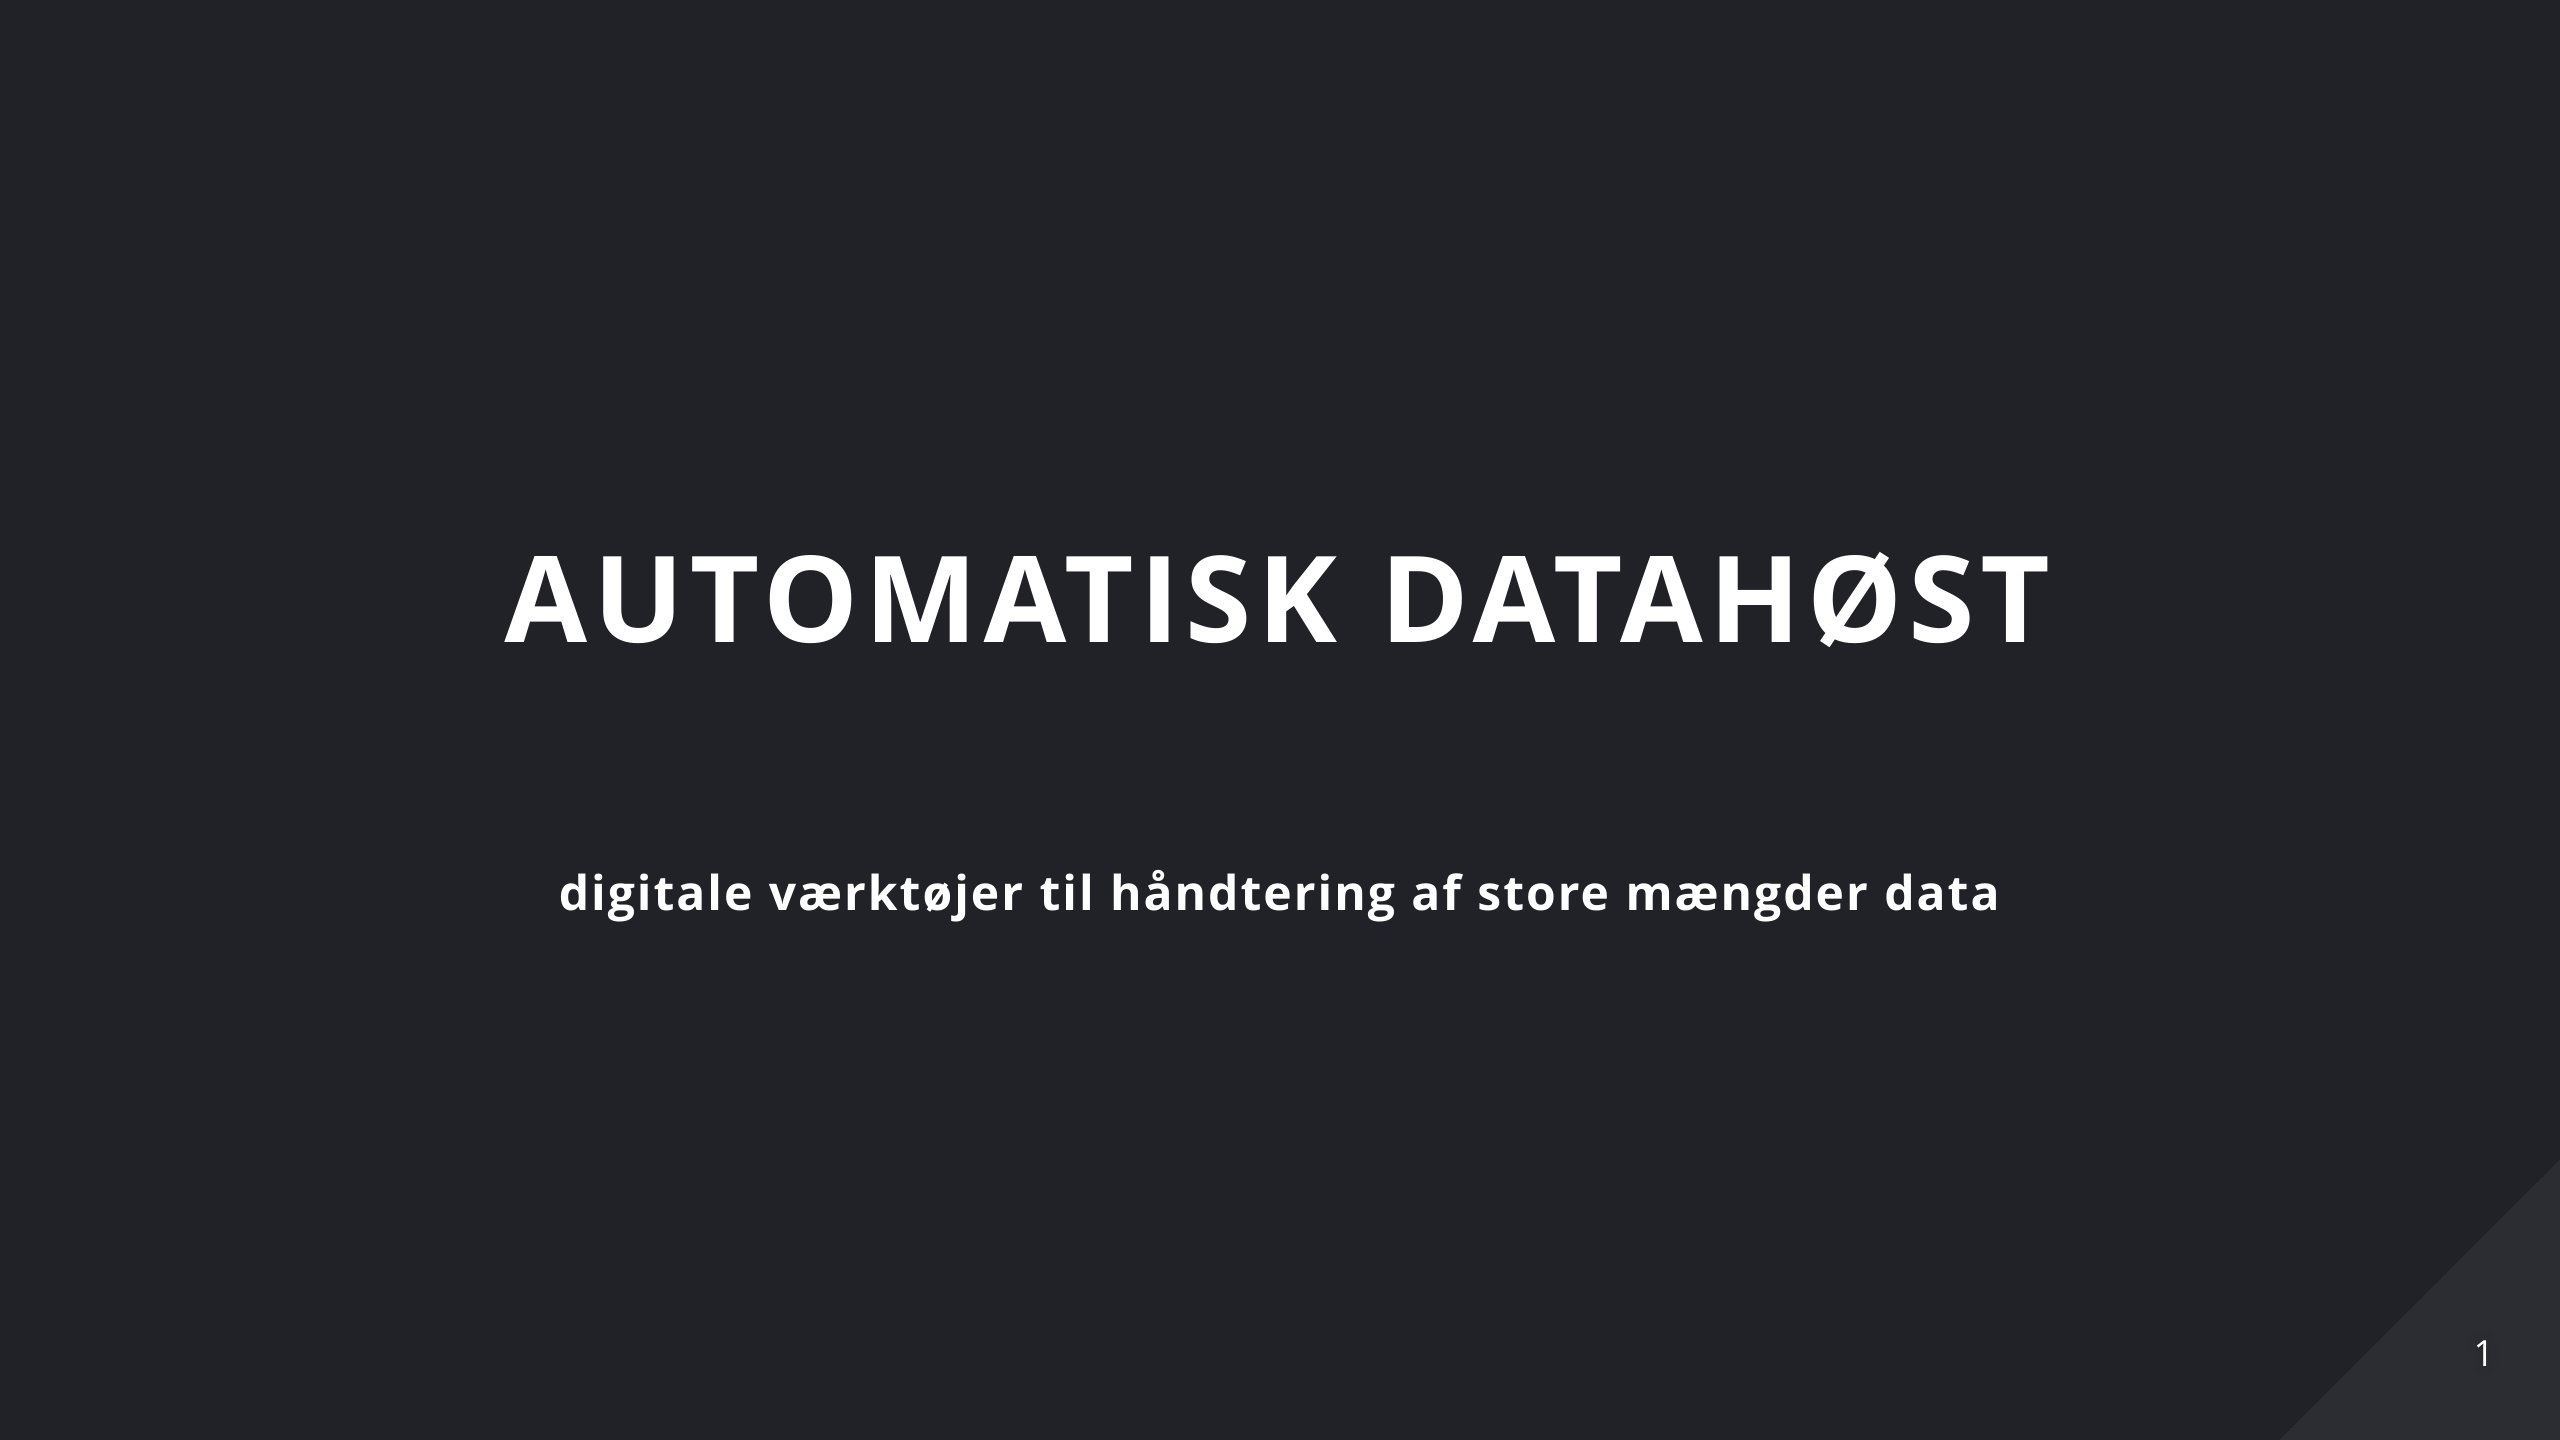 AUTOMATISK DATAHØST
digitale værktøjer til håndtering af store mængder data
1